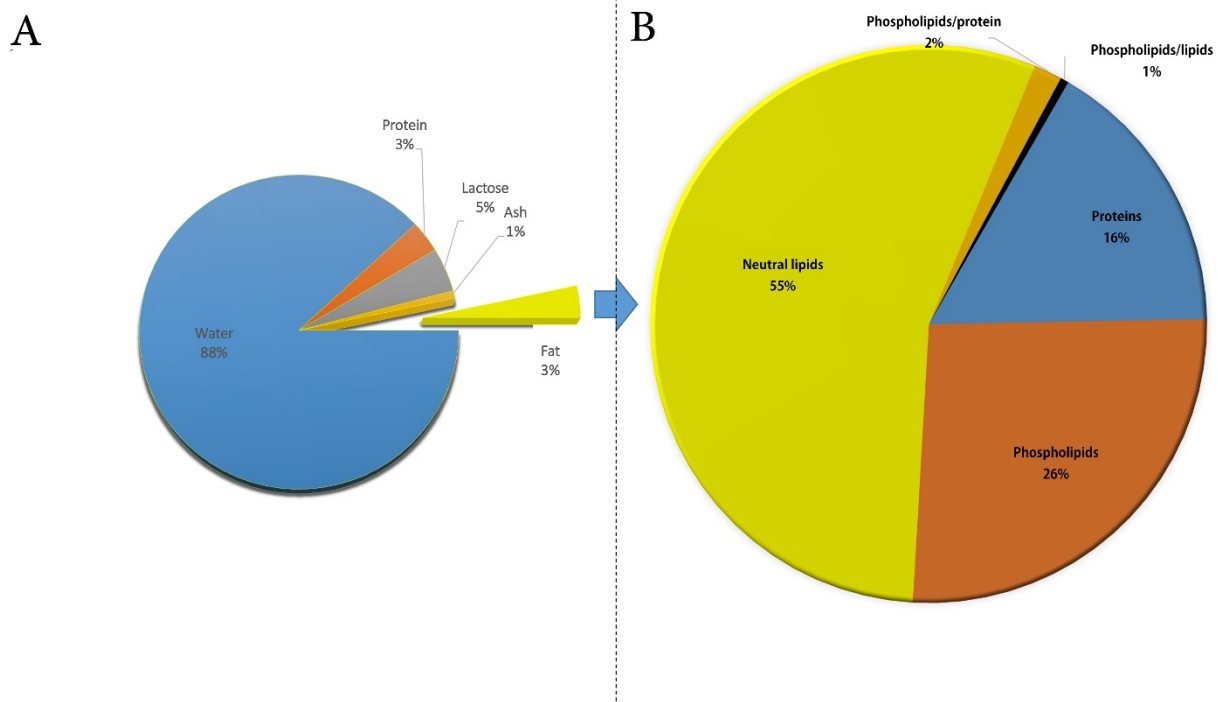 A
Protein
3%
Lactose
5%
Ash
1%
Water
88%
Fat
3%
B
Phospholipids/protein
2%
Phospholipids/lipids
1%
Proteins
16%
Neutral lipids
55%
Phospholipids
26%